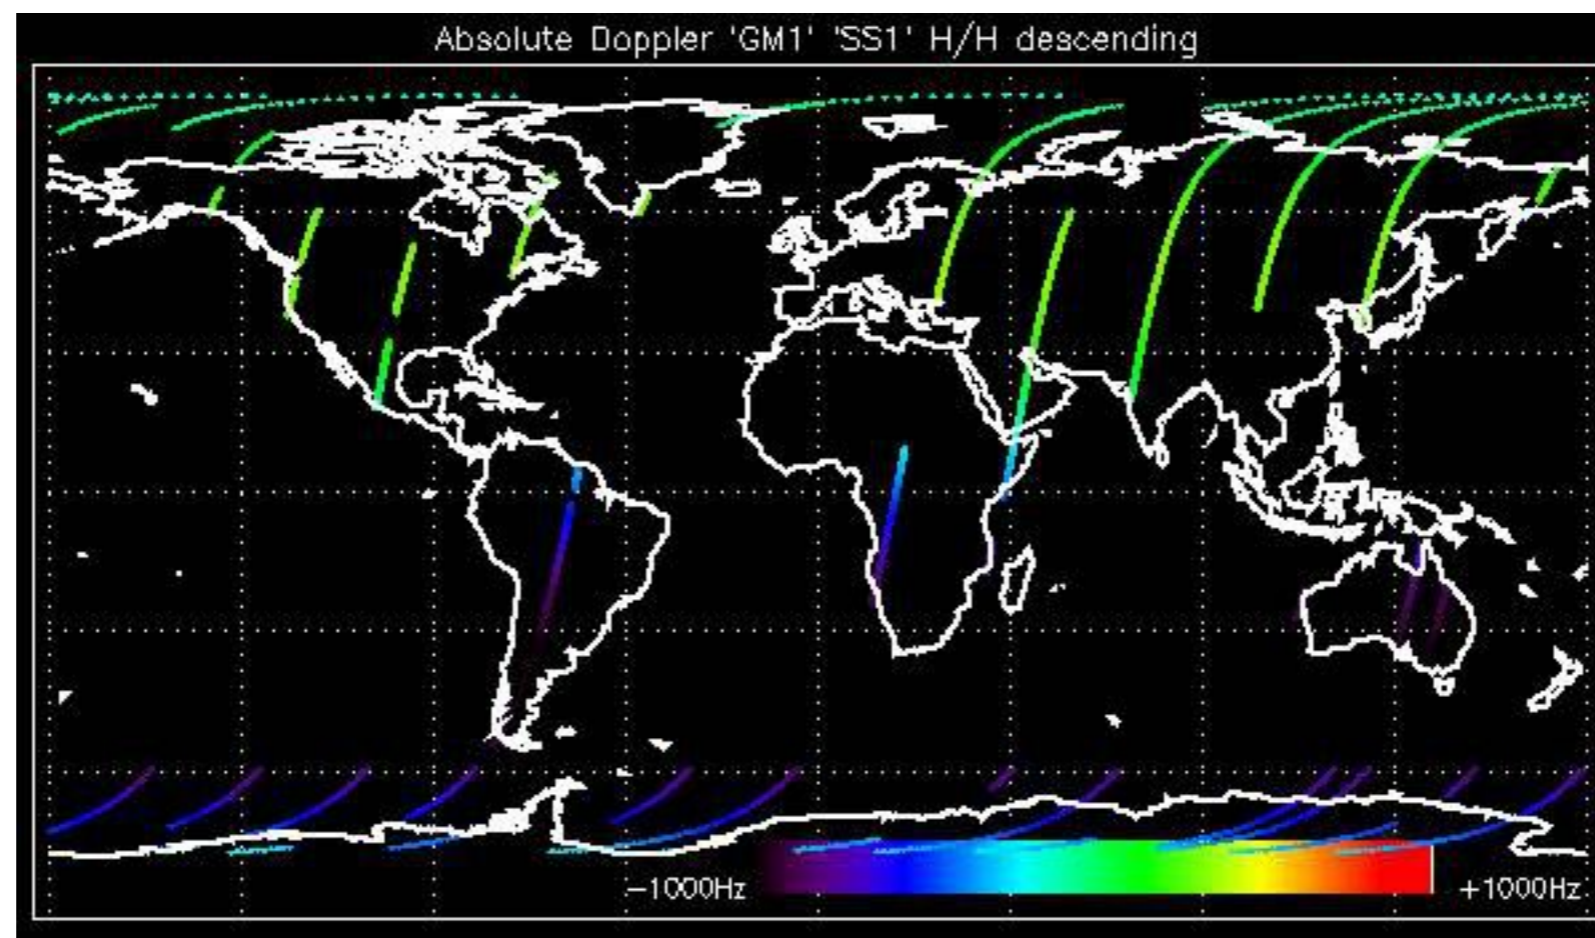 Absolute Doppler 'GM1' 'SS1' H/H descending
-1000Hz +1000Hz